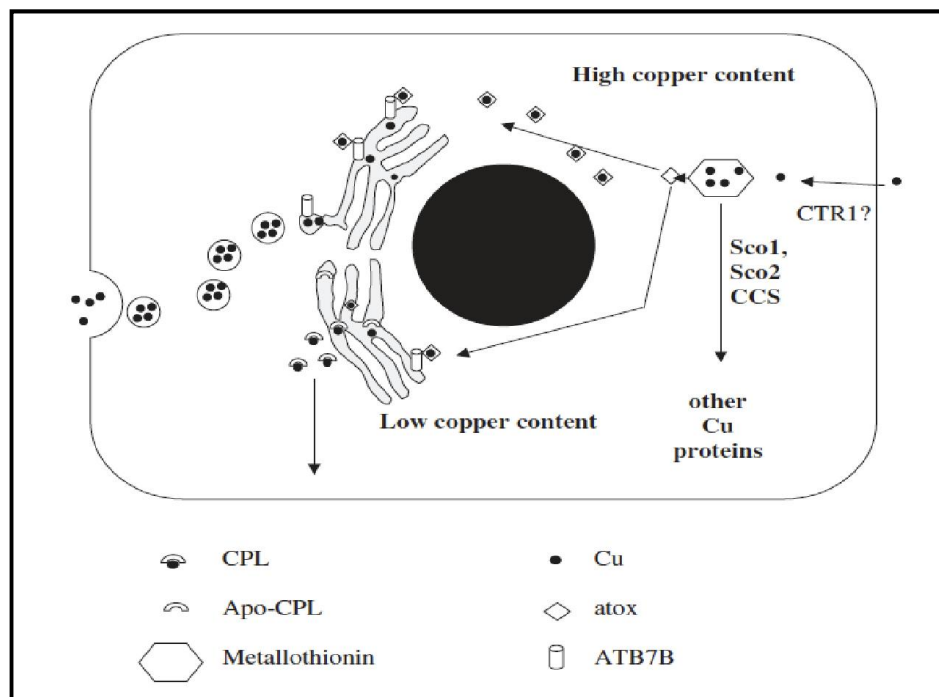 High copper content
CTR1?
Sco1,
Sco2
CCS
Low copper content
other
Cu
proteins
CPL
Cu
Apo-CPL
atox
Metallothionin
ATB7B